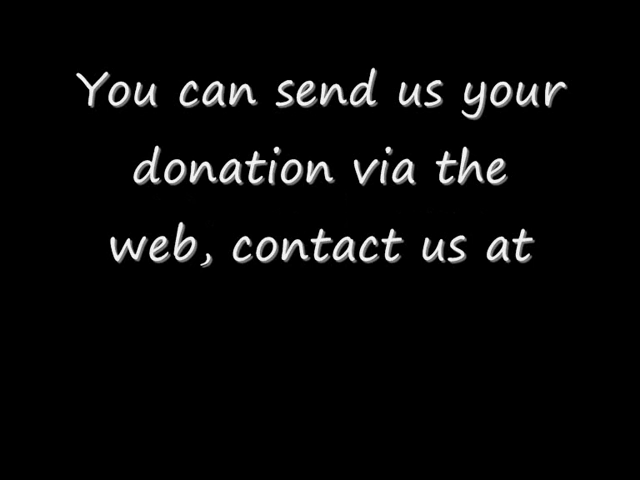 You can send us your
donation via the
web, contact us at